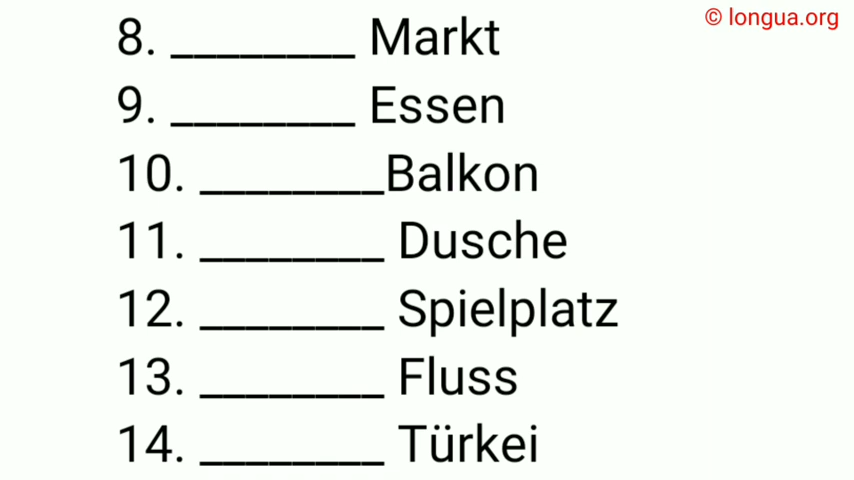 © longua.org
8. ________ Markt
9. ________ Essen
10. ________Balkon
11. ________ Dusche
12. ________ Spielplatz
13. ________ Fluss
14. ________ Türkei